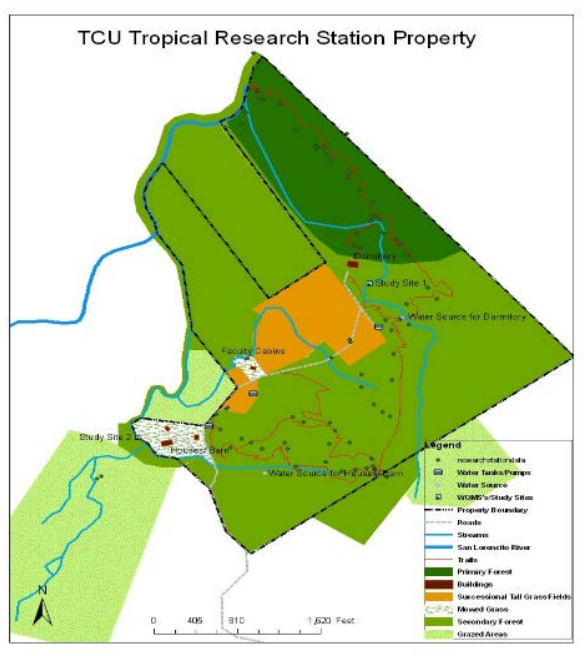 TCU Tropical Research Station Property
Dormitory
Study Site 1
Water Source for Dormitory
Faculty Cabins
Study Site 2
Houses/Barn
Water Source for Houses/Barn
Legend
researchstationdata
Water Tanks/Pumps
Water Source
WQMS's/Study Sites
Property Boundary
Roads
Streams
San Lorencito River
Trails
Primary Forest
Buildings
Successional Tall Grass Fields
Mowed Grass
Secondary Forest
Grazed Areas
N
0 405 810 1,620 Feet